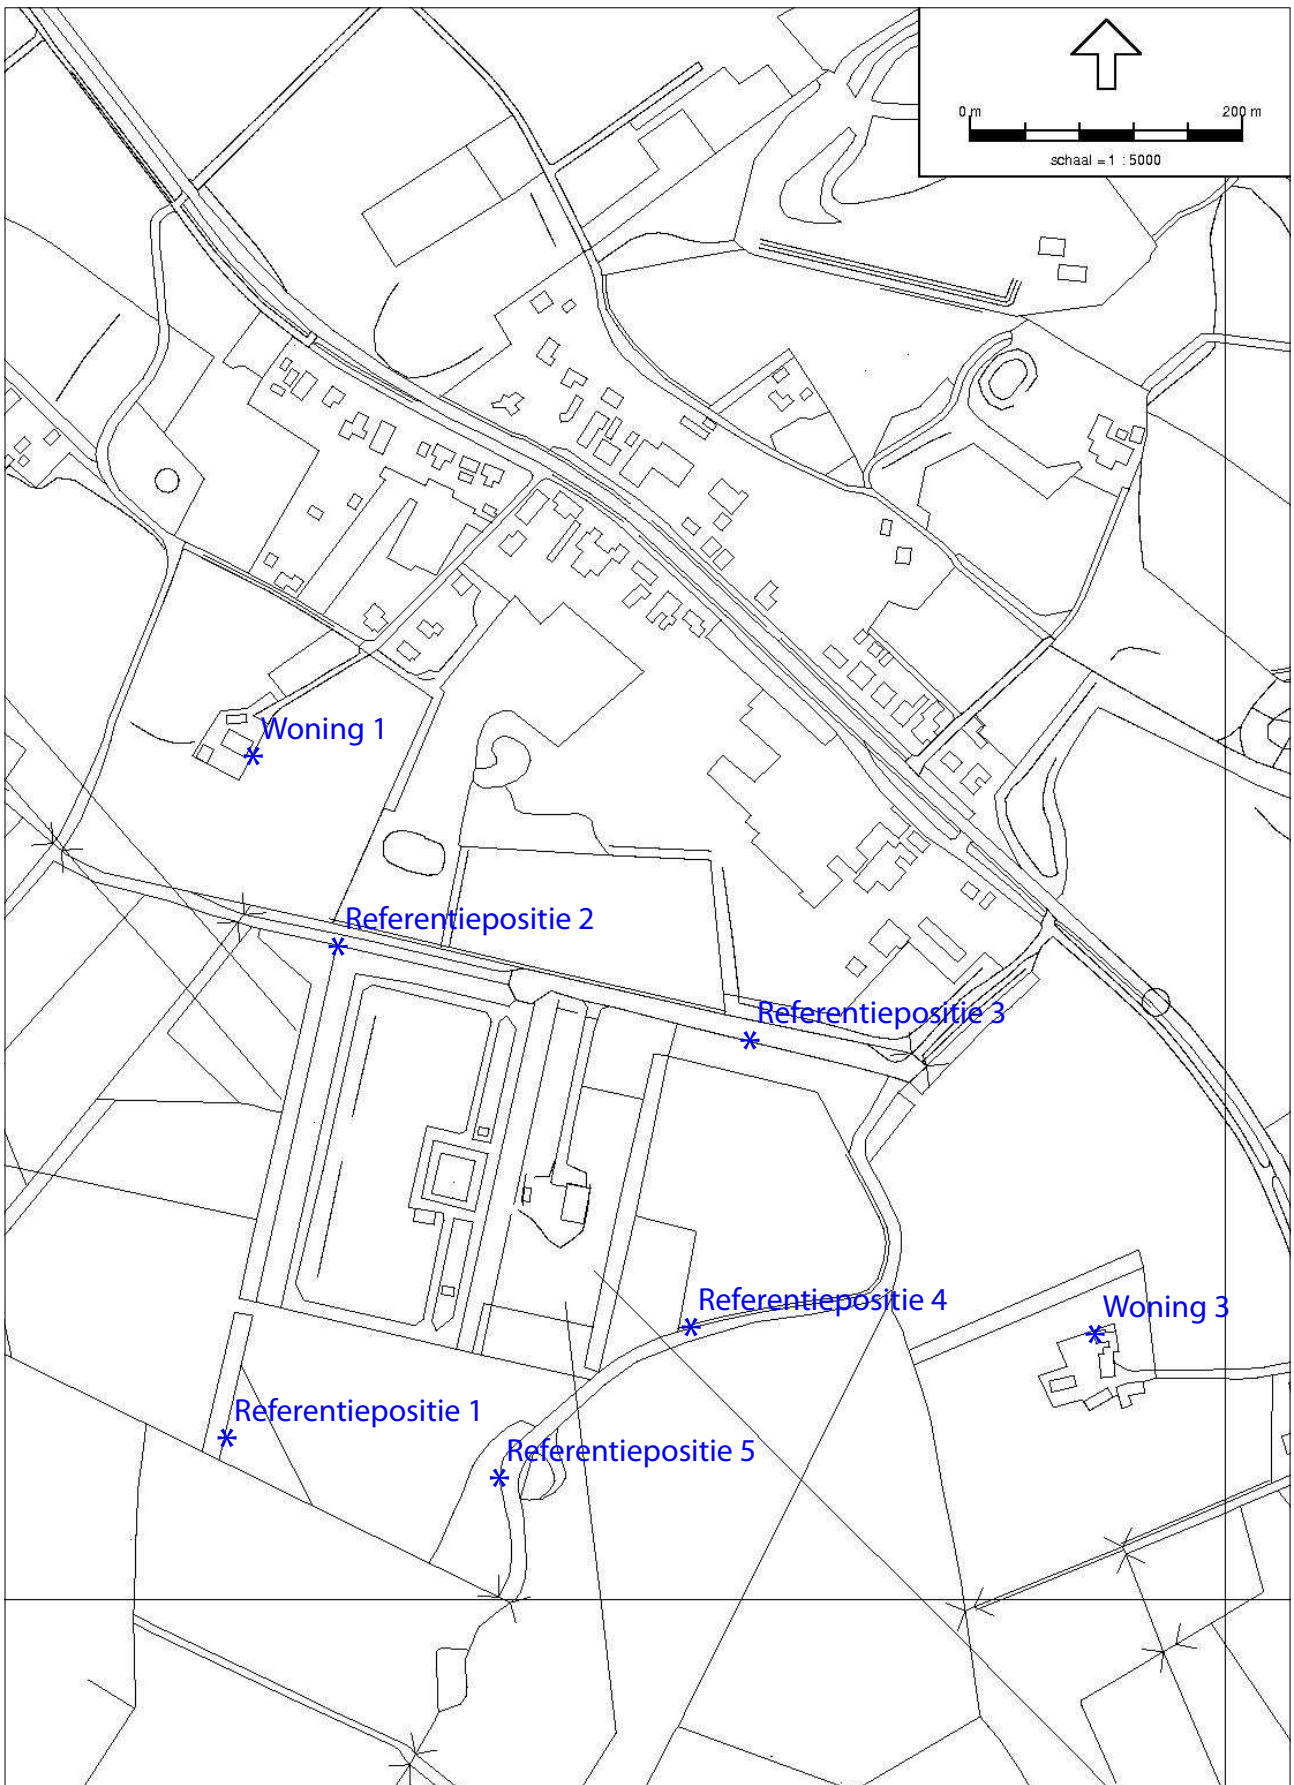 0 m 200 m
schaal = 1 : 5000
Woning 1
Referentiepositie 2
Referentiepositie 3
Referentiepositie 4
Woning 3
Referentiepositie 1
Referentiepositie 5